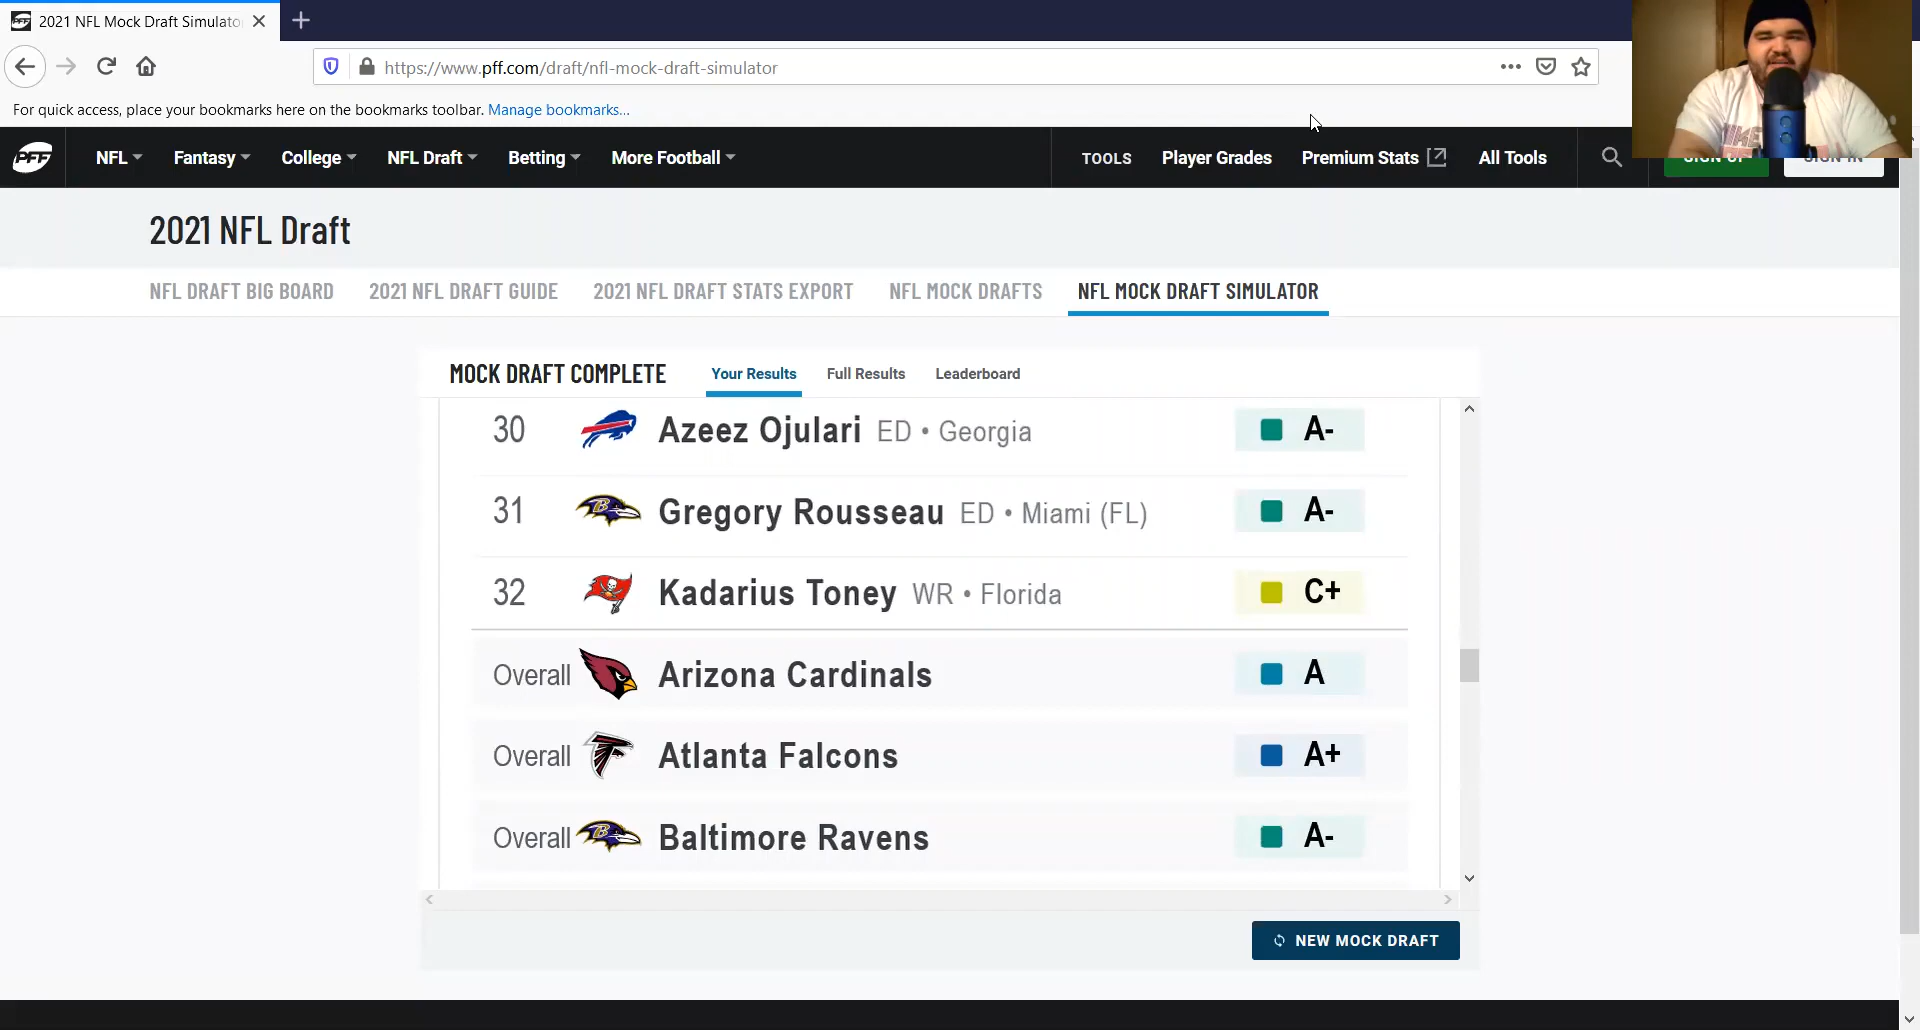 2021 NFL Mock Draft Simulato
https://www.pff.com/draft/nfl-mock-draft-simulator
For quick access, place your bookmarks here on the bookmarks toolbar. Manage bookmarks...
PFF NFL Fantasy College NFL Draft Betting More Football TOOLS Player Grades Premium Stats All Tools SIGN UP SIGN IN
2021 NFL Draft
NFL DRAFT BIG BOARD 2021 NFL DRAFT GUIDE 2021 NFL DRAFT STATS EXPORT NFL MOCK DRAFTS NFL MOCK DRAFT SIMULATOR
MOCK DRAFT COMPLETE Your Results Full Results Leaderboard
30 Azeez Ojulari ED • Georgia A-
31 Gregory Rousseau ED • Miami (FL) A-
32 Kadarius Toney WR • Florida C+
Overall Arizona Cardinals A
Overall Atlanta Falcons A+
Overall Baltimore Ravens A-
NEW MOCK DRAFT